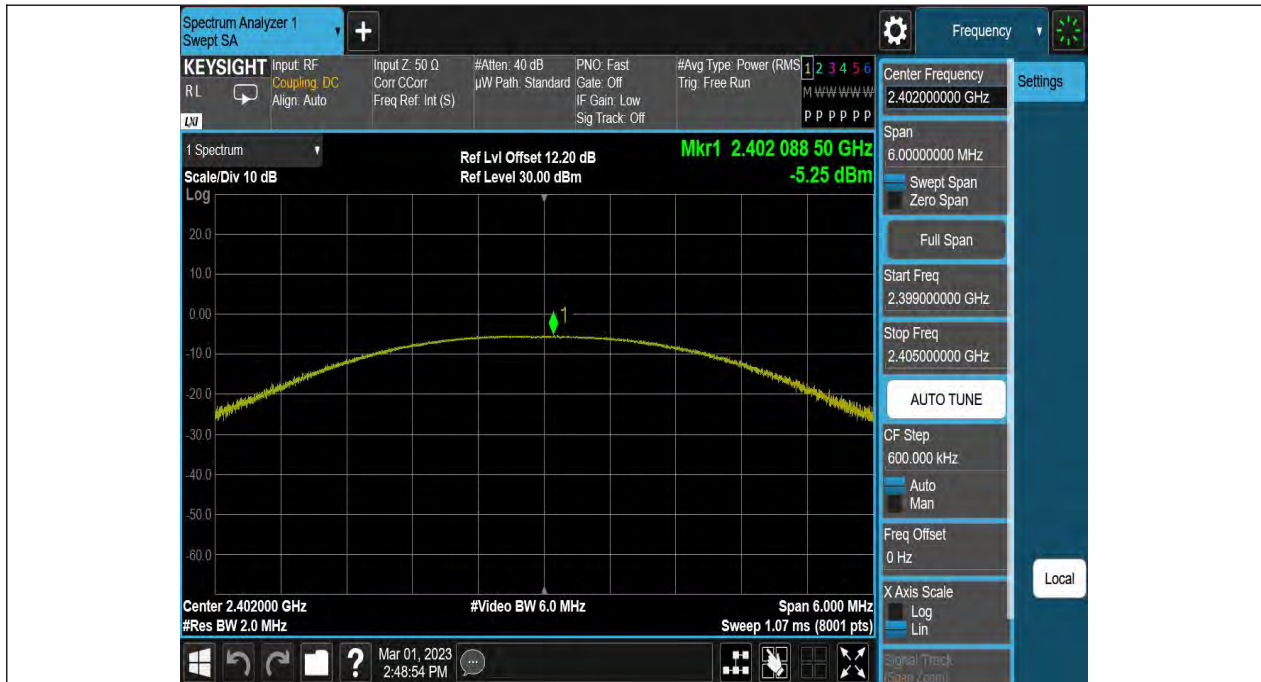 Spectrum Analyzer 1
Swept SA
+
Frequency
KEYSIGHT
RL
LXI
Input: RF
Coupling: DC
Align: Auto
Input Z: 50 Ω
Corr CCorr
Freq Ref: Int (S)
#Atten: 40 dB
µW Path: Standard
PNO: Fast
Gate: Off
IF Gain: Low
Sig Track: Off
#Avg Type: Power (RMS
Trig: Free Run
1 2 3 4 5 6
M W W W W W
P P P P P P
1 Spectrum
Scale/Div 10 dB
Log
Ref Lvl Offset 12.20 dB
Ref Level 30.00 dBm
Mkr1 2.402 088 50 GHz
-5.25 dBm
20.0
10.0
0.00
-10.0
-20.0
-30.0
-40.0
-50.0
-60.0
1
Center 2.402000 GHz
#Res BW 2.0 MHz
#Video BW 6.0 MHz
Span 6.000 MHz
Sweep 1.07 ms (8001 pts)
?
Mar 01, 2023
2:48:54 PM
Center Frequency
2.402000000 GHz
Span
6.00000000 MHz
Swept Span
Zero Span
Full Span
Start Freq
2.399000000 GHz
Stop Freq
2.405000000 GHz
AUTO TUNE
CF Step
600.000 kHz
Auto
Man
Freq Offset
0 Hz
X Axis Scale
Log
Lin
Signal Track
(Span Zoom)
Settings
Local